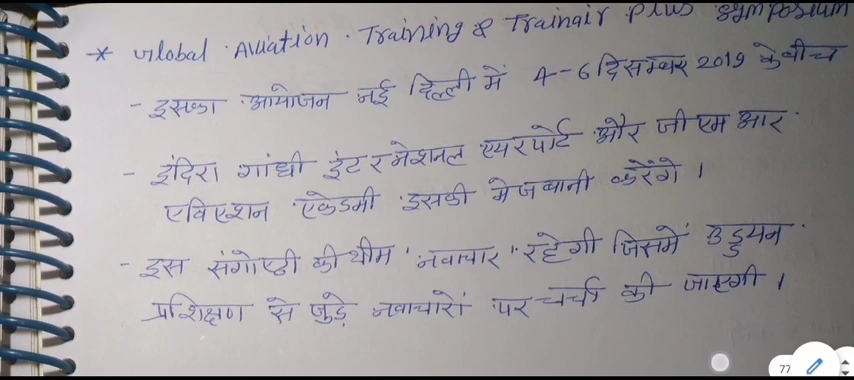 * Global Aviation Training & Trainair Plus Symposium
- इसका आयोजन नई दिल्ली में 4-6 दिसम्बर 2019 के बीच
- इंदिरा गांधी इंटरनेशनल एयरपोर्ट और जी एम आर
एविएशन एकेडमी इसकी मेजबानी करेंगे ।
- इस संगोष्ठी की थीम 'नवाचार' रहेगी जिसमें उड्डयन
प्रशिक्षण से जुड़े नवाचारों पर चर्चा की जाएगी ।
77